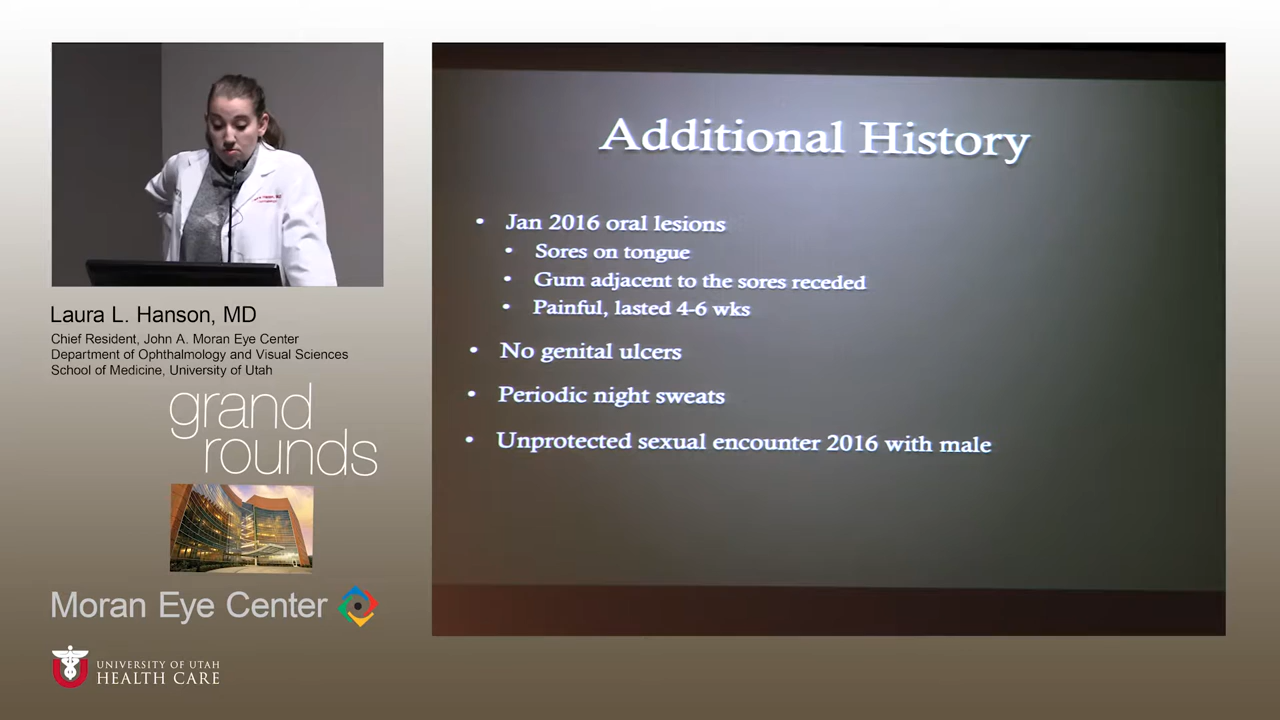 Additional History
• Jan 2016 oral lesions
• Sores on tongue
• Gum adjacent to the sores receded
• Painful, lasted 4-6 wks
• No genital ulcers
• Periodic night sweats
• Unprotected sexual encounter 2016 with male
Laura L. Hanson, MD
Chief Resident, John A. Moran Eye Center
Department of Ophthalmology and Visual Sciences
School of Medicine, University of Utah
grand
rounds
Moran Eye Center
UNIVERSITY OF UTAH
HEALTH CARE